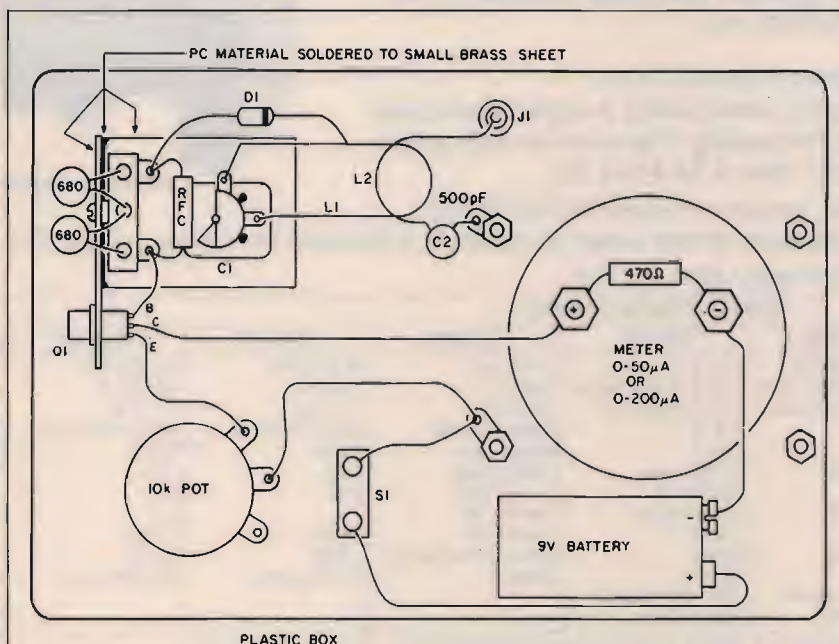 PC MATERIAL SOLDERED TO SMALL BRASS SHEET
D1
J1
680
680
RFC
C1
L1
L2
500pF
C2
B
C
E
Q1
470Ω
+
-
METER
0-50μA
OR
0-200μA
10k POT
S1
9V BATTERY
-
+
PLASTIC BOX